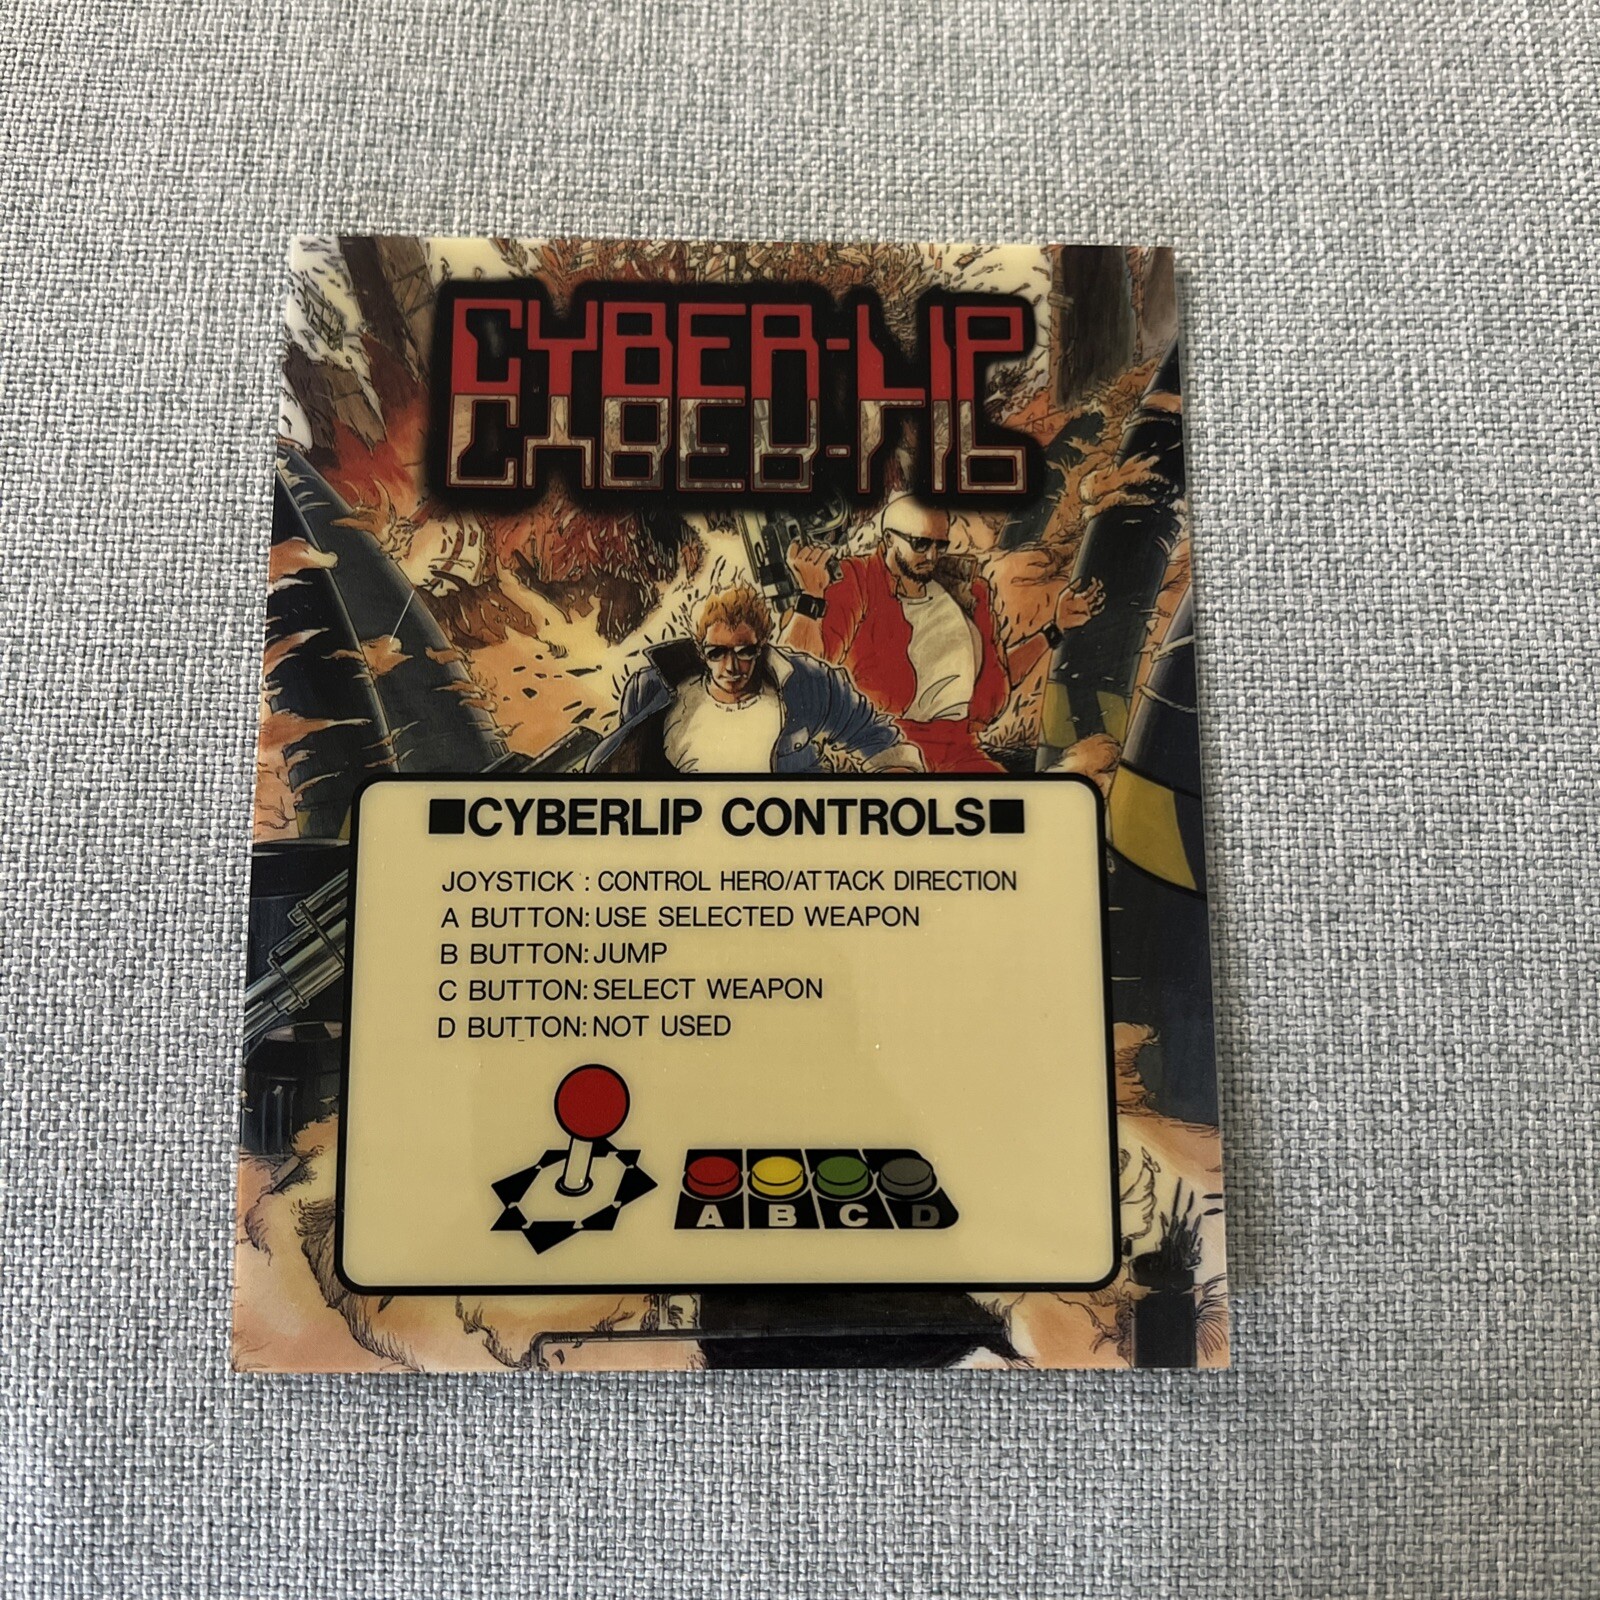 CYBER-LIP
■CYBERLIP CONTROLS■
JOYSTICK : CONTROL HERO/ATTACK DIRECTION
A BUTTON: USE SELECTED WEAPON
B BUTTON: JUMP
C BUTTON: SELECT WEAPON
D BUTTON: NOT USED
A B C D